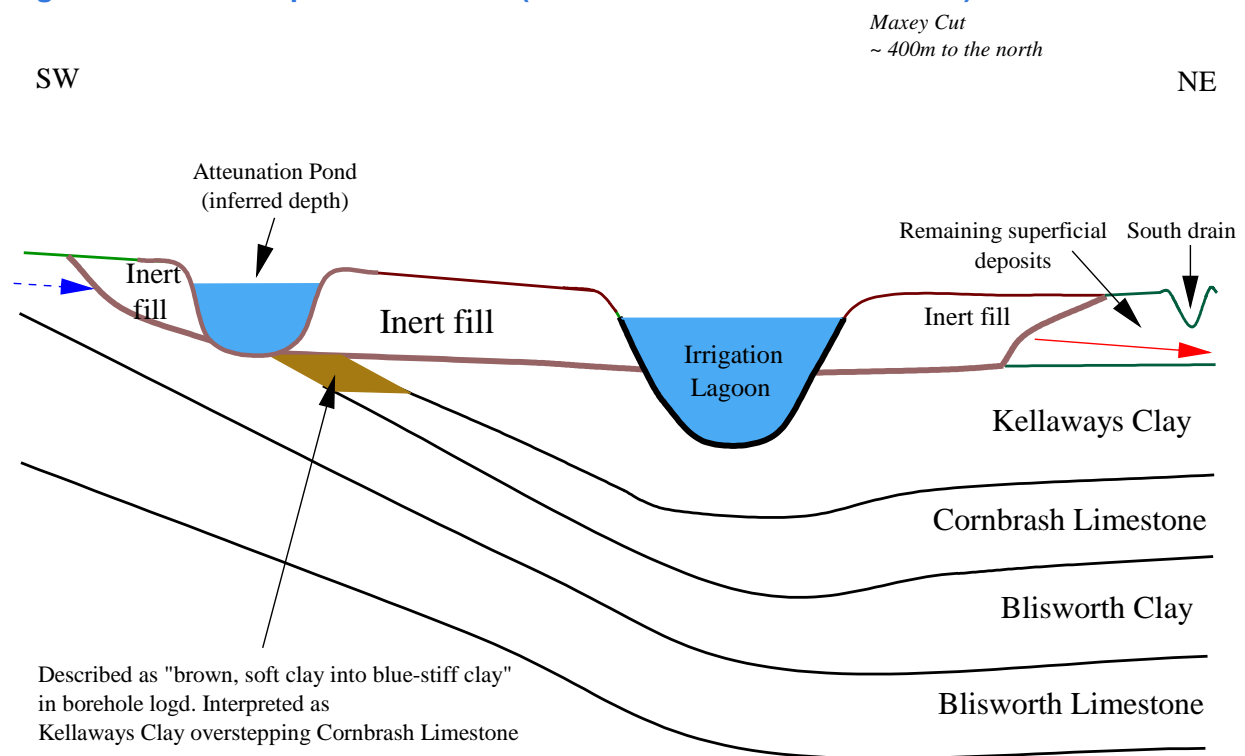 Maxey Cut
~ 400m to the north
SW
NE
Atteunation Pond
(inferred depth)
Remaining superficial
deposits
South drain
Inert
fill
Inert fill
Inert fill
Irrigation
Lagoon
Kellaways Clay
Cornbrash Limestone
Blisworth Clay
Blisworth Limestone
Described as "brown, soft clay into blue-stiff clay"
in borehole logd. Interpreted as
Kellaways Clay overstepping Cornbrash Limestone